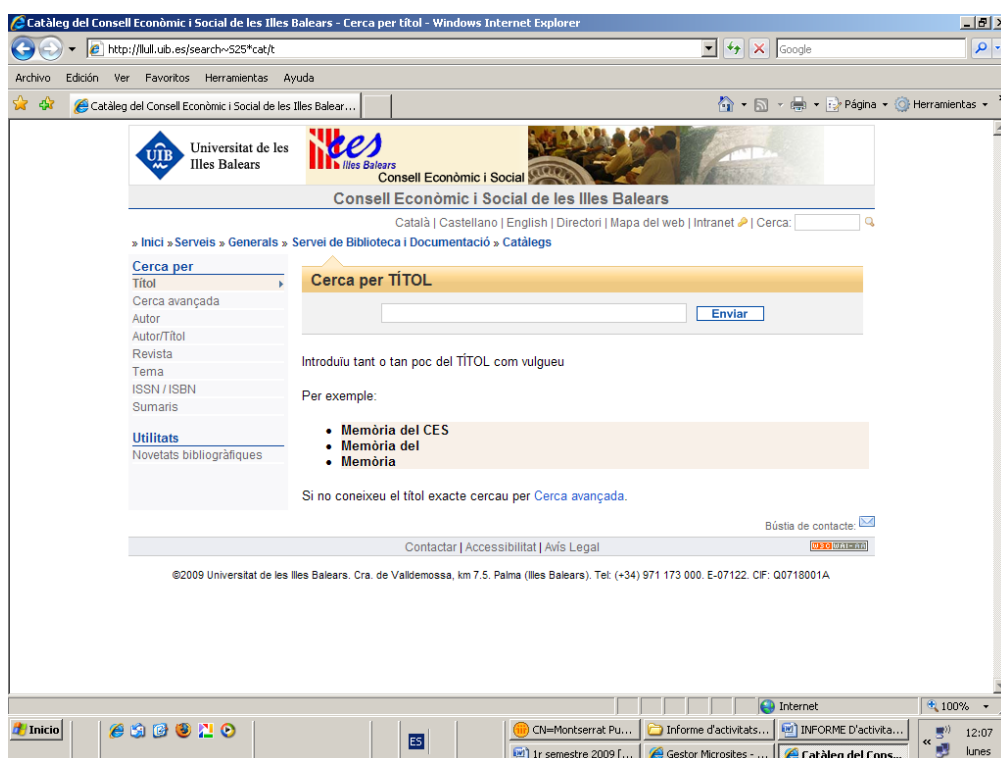 Catàleg del Consell Econòmic i Social de les Illes Balears - Cerca per títol - Windows Internet Explorer
http://llull.uib.es/search~S25*cat/t
Google
Archivo Edición Ver Favoritos Herramientas Ayuda
Catàleg del Consell Econòmic i Social de les Illes Balear...
Página Herramientas
UIB
Universitat de les
Illes Balears
ces
Illes Balears
Consell Econòmic i Social
Consell Econòmic i Social de les Illes Balears
Català | Castellano | English | Directori | Mapa del web | Intranet | Cerca:
» Inici » Serveis » Generals » Servei de Biblioteca i Documentació » Catàlegs
Cerca per
Títol
Cerca avançada
Autor
Autor/Títol
Revista
Tema
ISSN / ISBN
Sumaris
Utilitats
Novetats bibliogràfiques
Cerca per TÍTOL
Enviar
Introduïu tant o tan poc del TÍTOL com vulgueu
Per exemple:
• Memòria del CES
• Memòria del
• Memòria
Si no coneixeu el títol exacte cercau per Cerca avançada.
Bústia de contacte:
Contactar | Accessibilitat | Avís Legal
W3C WAI-AA
©2009 Universitat de les Illes Balears. Cra. de Valldemossa, km 7.5. Palma (Illes Balears). Tel: (+34) 971 173 000. E-07122. CIF: Q0718001A
Internet
100%
Inicio
ES
CN=Montserrat Pu...
Informe d'activitats...
INFORME D'activita...
12:07
1r semestre 2009 [...
Gestor Microsites - ...
Catàleg del Cons...
lunes